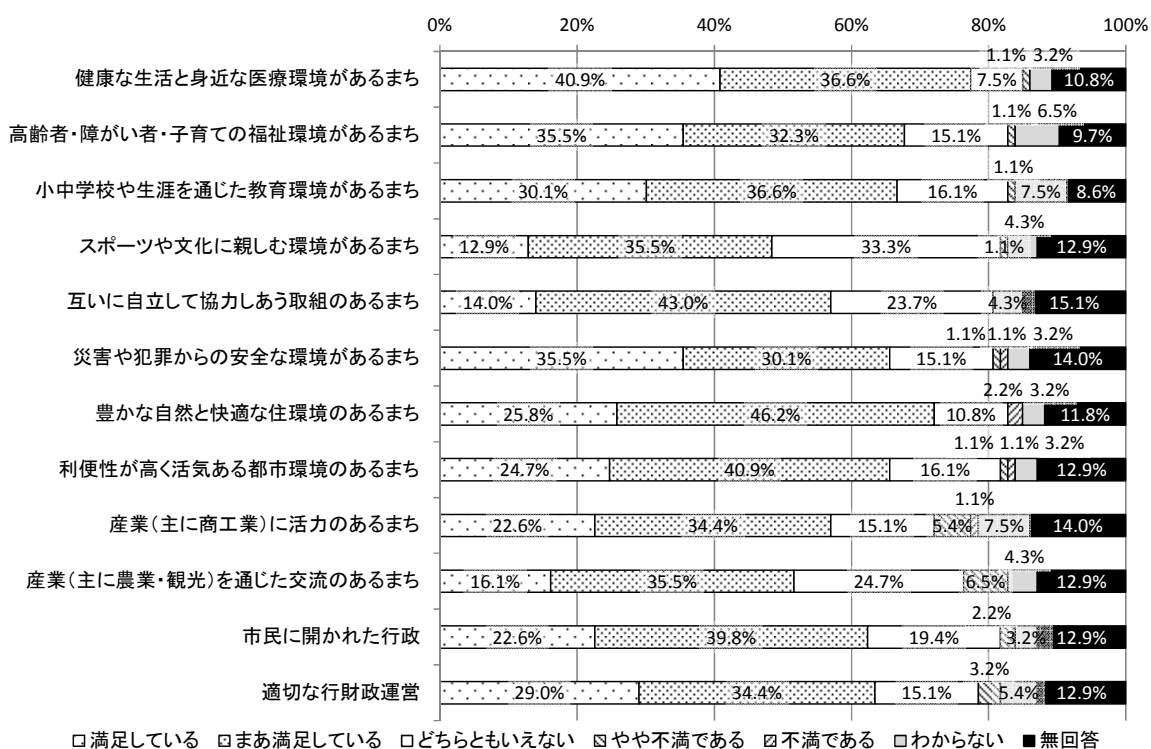 0% 20% 40% 60% 80% 100%
1.1% 3.2%
健康な生活と身近な医療環境があるまち 40.9% 36.6% 7.5% 10.8%
1.1% 6.5%
高齢者・障がい者・子育ての福祉環境があるまち 35.5% 32.3% 15.1% 9.7%
1.1%
小中学校や生涯を通じた教育環境があるまち 30.1% 36.6% 16.1% 7.5% 8.6%
4.3%
スポーツや文化に親しむ環境があるまち 12.9% 35.5% 33.3% 1.1% 12.9%
互いに自立して協力しあう取組のあるまち 14.0% 43.0% 23.7% 4.3% 15.1%
1.1% 1.1% 3.2%
災害や犯罪からの安全な環境があるまち 35.5% 30.1% 15.1% 14.0%
2.2% 3.2%
豊かな自然と快適な住環境のあるまち 25.8% 46.2% 10.8% 11.8%
1.1% 1.1% 3.2%
利便性が高く活気ある都市環境のあるまち 24.7% 40.9% 16.1% 12.9%
1.1%
産業(主に商工業)に活力のあるまち 22.6% 34.4% 15.1% 5.4% 7.5% 14.0%
4.3%
産業(主に農業・観光)を通じた交流のあるまち 16.1% 35.5% 24.7% 6.5% 12.9%
2.2%
市民に開かれた行政 22.6% 39.8% 19.4% 3.2% 12.9%
3.2%
適切な行財政運営 29.0% 34.4% 15.1% 5.4% 12.9%
満足している まあ満足している どちらともいえない やや不満である 不満である わからない 無回答